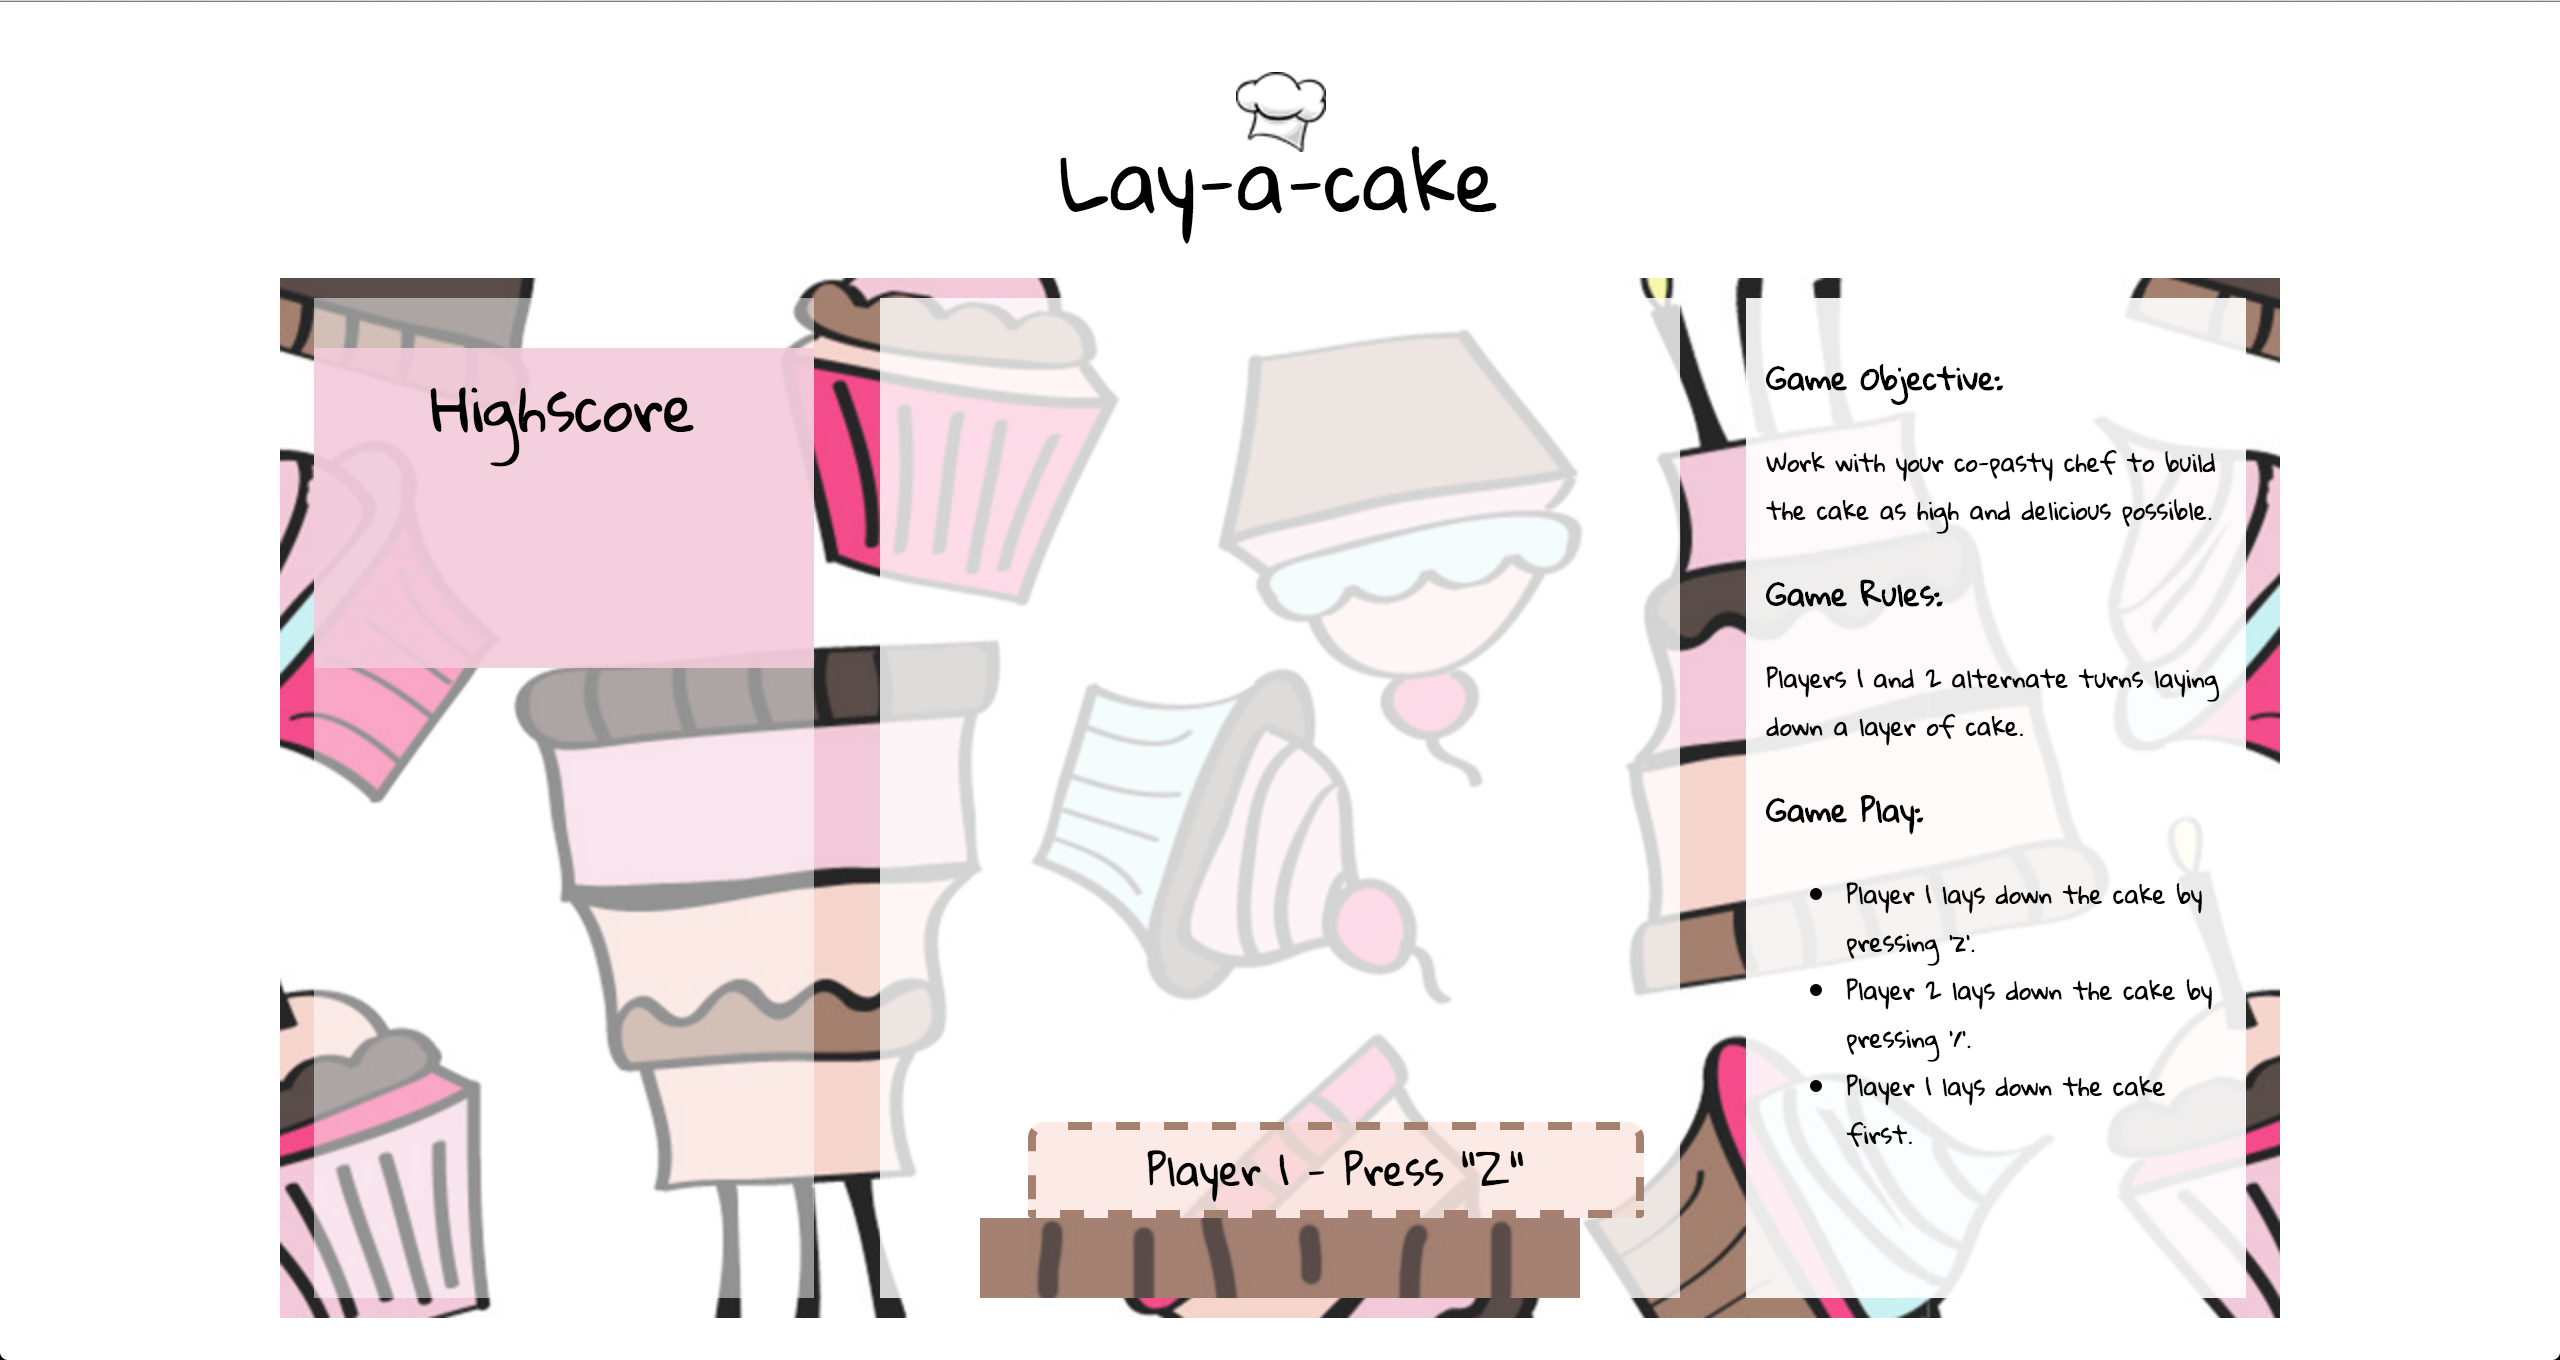 Lay-a-cake
Highscore
Game Objective:
Work with your co-pasty chef to build
the cake as high and delicious possible.
Game Rules:
Players 1 and 2 alternate turns laying
down a layer of cake.
Game Play:
• Player 1 lays down the cake by
pressing 'Z'.
• Player 2 lays down the cake by
pressing '/'.
• Player 1 lays down the cake
first.
Player 1 - Press "Z"